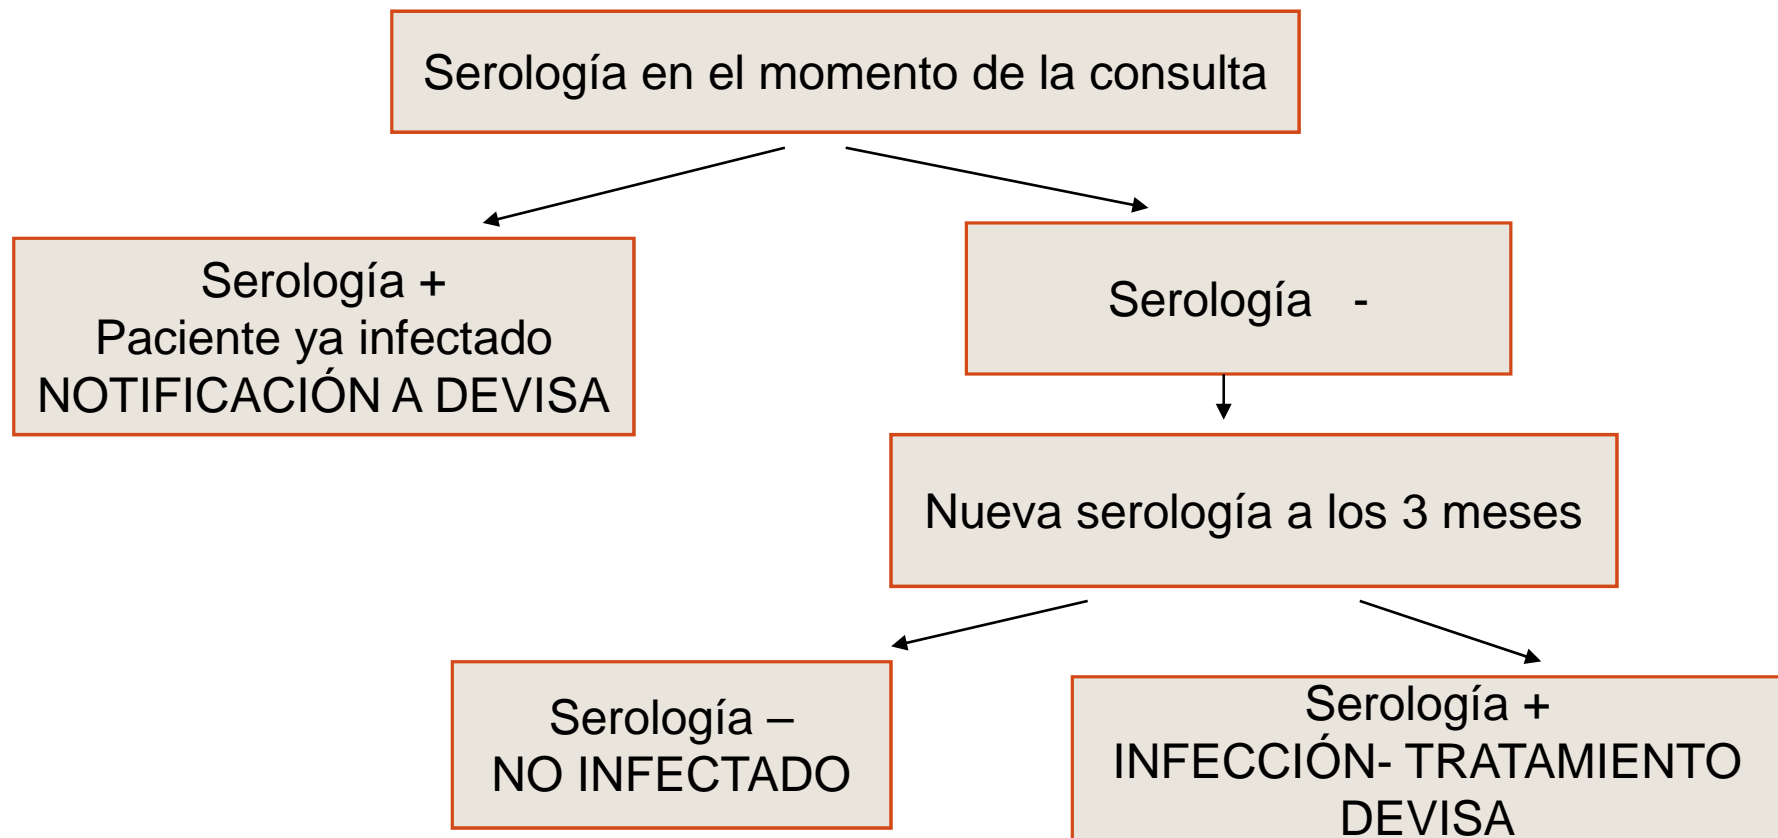 Serología en el momento de la consulta
Serología +
Paciente ya infectado
NOTIFICACIÓN A DEVISA
Serología -
Nueva serología a los 3 meses
Serología –
NO INFECTADO
Serología +
INFECCIÓN- TRATAMIENTO
DEVISA